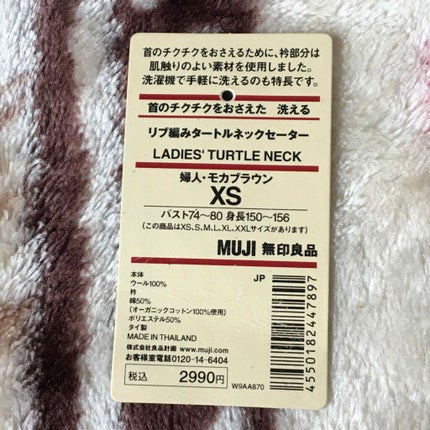 首のチクチクをおさえるために、衿部分は
肌触りのよい素材を使用しました。
洗濯機で手軽に洗えるのも特長です。
首のチクチクをおさえた 洗える
リブ編みタートルネックセーター
LADIES' TURTLE NECK
婦人・モカブラウン
XS
バスト74～80 身長150～156
(この商品はXS、S、M、L、XL、XXLサイズがあります)
MUJI 無印良品
JP
本体
ウール100%
衿
綿50%
(オーガニックコットン100%使用)
ポリエステル50%
タイ製
MADE IN THAILAND
株式会社良品計画 www.muji.com
お客様室電話0120-14-6404
税込 2990円
W9AA870
4550182447897